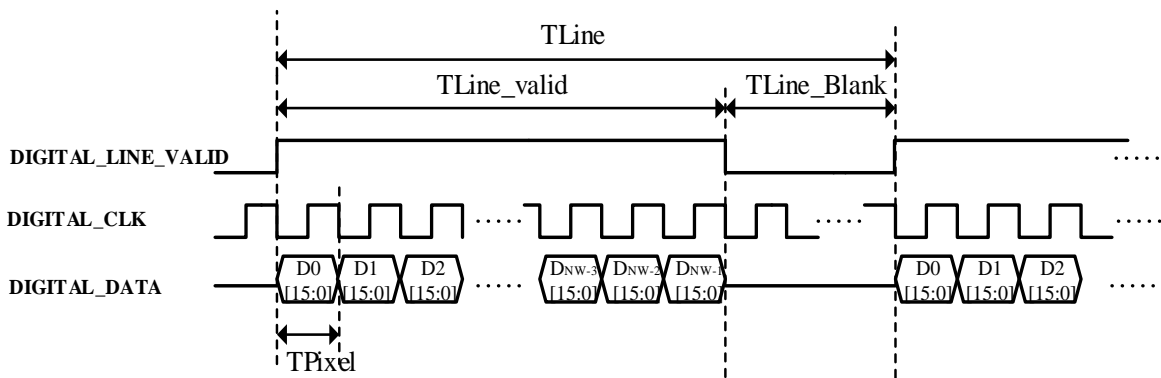 TLine
TLine_valid TLine_Blank
DIGITAL_LINE_VALID .....
DIGITAL_CLK ..... ..... .....
D0 D1 D2 DNW-3 DNW-2 DNW-1 D0 D1 D2
DIGITAL_DATA ..... .....
[15:0] [15:0] [15:0] [15:0] [15:0] [15:0] [15:0] [15:0] [15:0]
TPixel